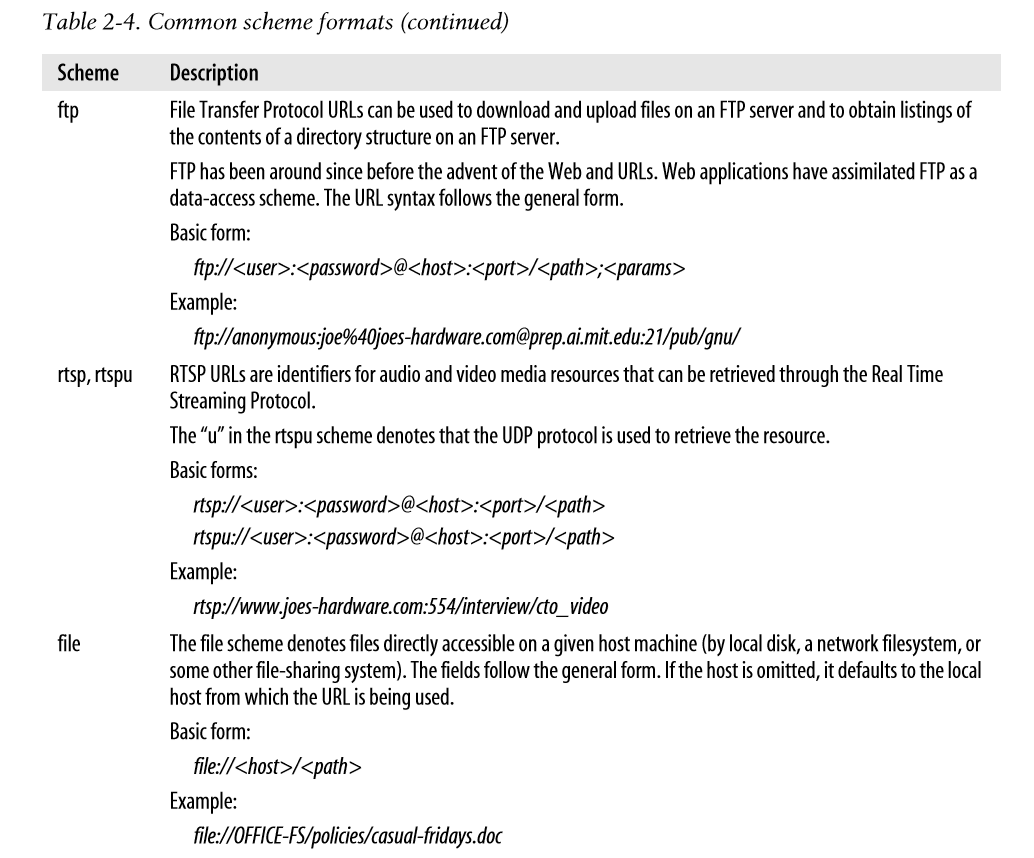 Table 2-4. Common scheme formats (continued)
Scheme Description
ftp File Transfer Protocol URLs can be used to download and upload files on an FTP server and to obtain listings of
the contents of a directory structure on an FTP server.
FTP has been around since before the advent of the Web and URLs. Web applications have assimilated FTP as a
data-access scheme. The URL syntax follows the general form.
Basic form:
ftp://<user>:<password>@<host>:<port>/<path>;<params>
Example:
ftp://anonymous:joe%40joes-hardware.com@prep.ai.mit.edu:21/pub/gnu/
rtsp, rtspu RTSP URLs are identifiers for audio and video media resources that can be retrieved through the Real Time
Streaming Protocol.
The “u” in the rtspu scheme denotes that the UDP protocol is used to retrieve the resource.
Basic forms:
rtsp://<user>:<password>@<host>:<port>/<path>
rtspu://<user>:<password>@<host>:<port>/<path>
Example:
rtsp://www.joes-hardware.com:554/interview/cto_video
file The file scheme denotes files directly accessible on a given host machine (by local disk, a network filesystem, or
some other file-sharing system). The fields follow the general form. If the host is omitted, it defaults to the local
host from which the URL is being used.
Basic form:
file://<host>/<path>
Example:
file://OFFICE-FS/policies/casual-fridays.doc